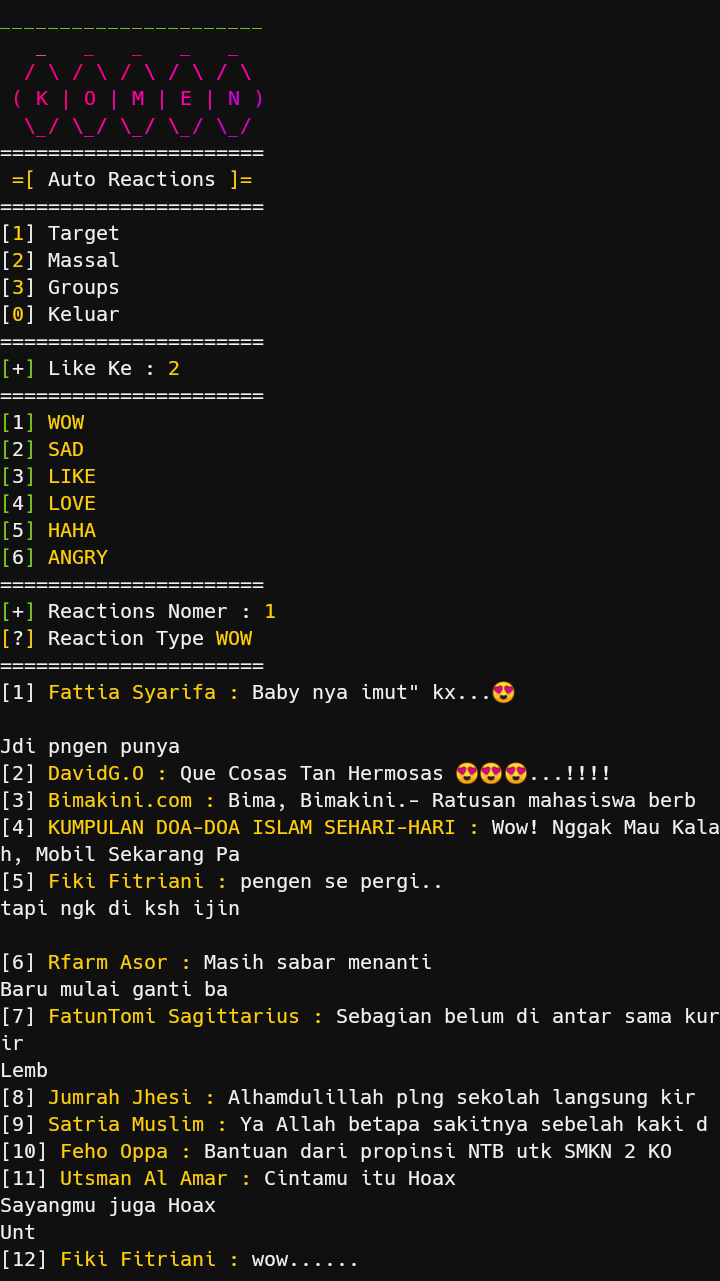 ______________________
   _   _   _   _   _
  / \ / \ / \ / \ / \
 ( K | O | M | E | N )
  \_/ \_/ \_/ \_/ \_/
======================
 =[ Auto Reactions ]=
======================
[1] Target
[2] Massal
[3] Groups
[0] Keluar
======================
[+] Like Ke : 2
======================
[1] WOW
[2] SAD
[3] LIKE
[4] LOVE
[5] HAHA
[6] ANGRY
======================
[+] Reactions Nomer : 1
[?] Reaction Type WOW
======================
[1] Fattia Syarifa : Baby nya imut" kx...😍
Jdi pngen punya
[2] DavidG.O : Que Cosas Tan Hermosas 😍😍😍...!!!!
[3] Bimakini.com : Bima, Bimakini.- Ratusan mahasiswa berb
[4] KUMPULAN DOA-DOA ISLAM SEHARI-HARI : Wow! Nggak Mau Kala
h, Mobil Sekarang Pa
[5] Fiki Fitriani : pengen se pergi..
tapi ngk di ksh ijin
[6] Rfarm Asor : Masih sabar menanti
Baru mulai ganti ba
[7] FatunTomi Sagittarius : Sebagian belum di antar sama kur
ir
Lemb
[8] Jumrah Jhesi : Alhamdulillah plng sekolah langsung kir
[9] Satria Muslim : Ya Allah betapa sakitnya sebelah kaki d
[10] Feho Oppa : Bantuan dari propinsi NTB utk SMKN 2 KO
[11] Utsman Al Amar : Cintamu itu Hoax
Sayangmu juga Hoax
Unt
[12] Fiki Fitriani : wow......